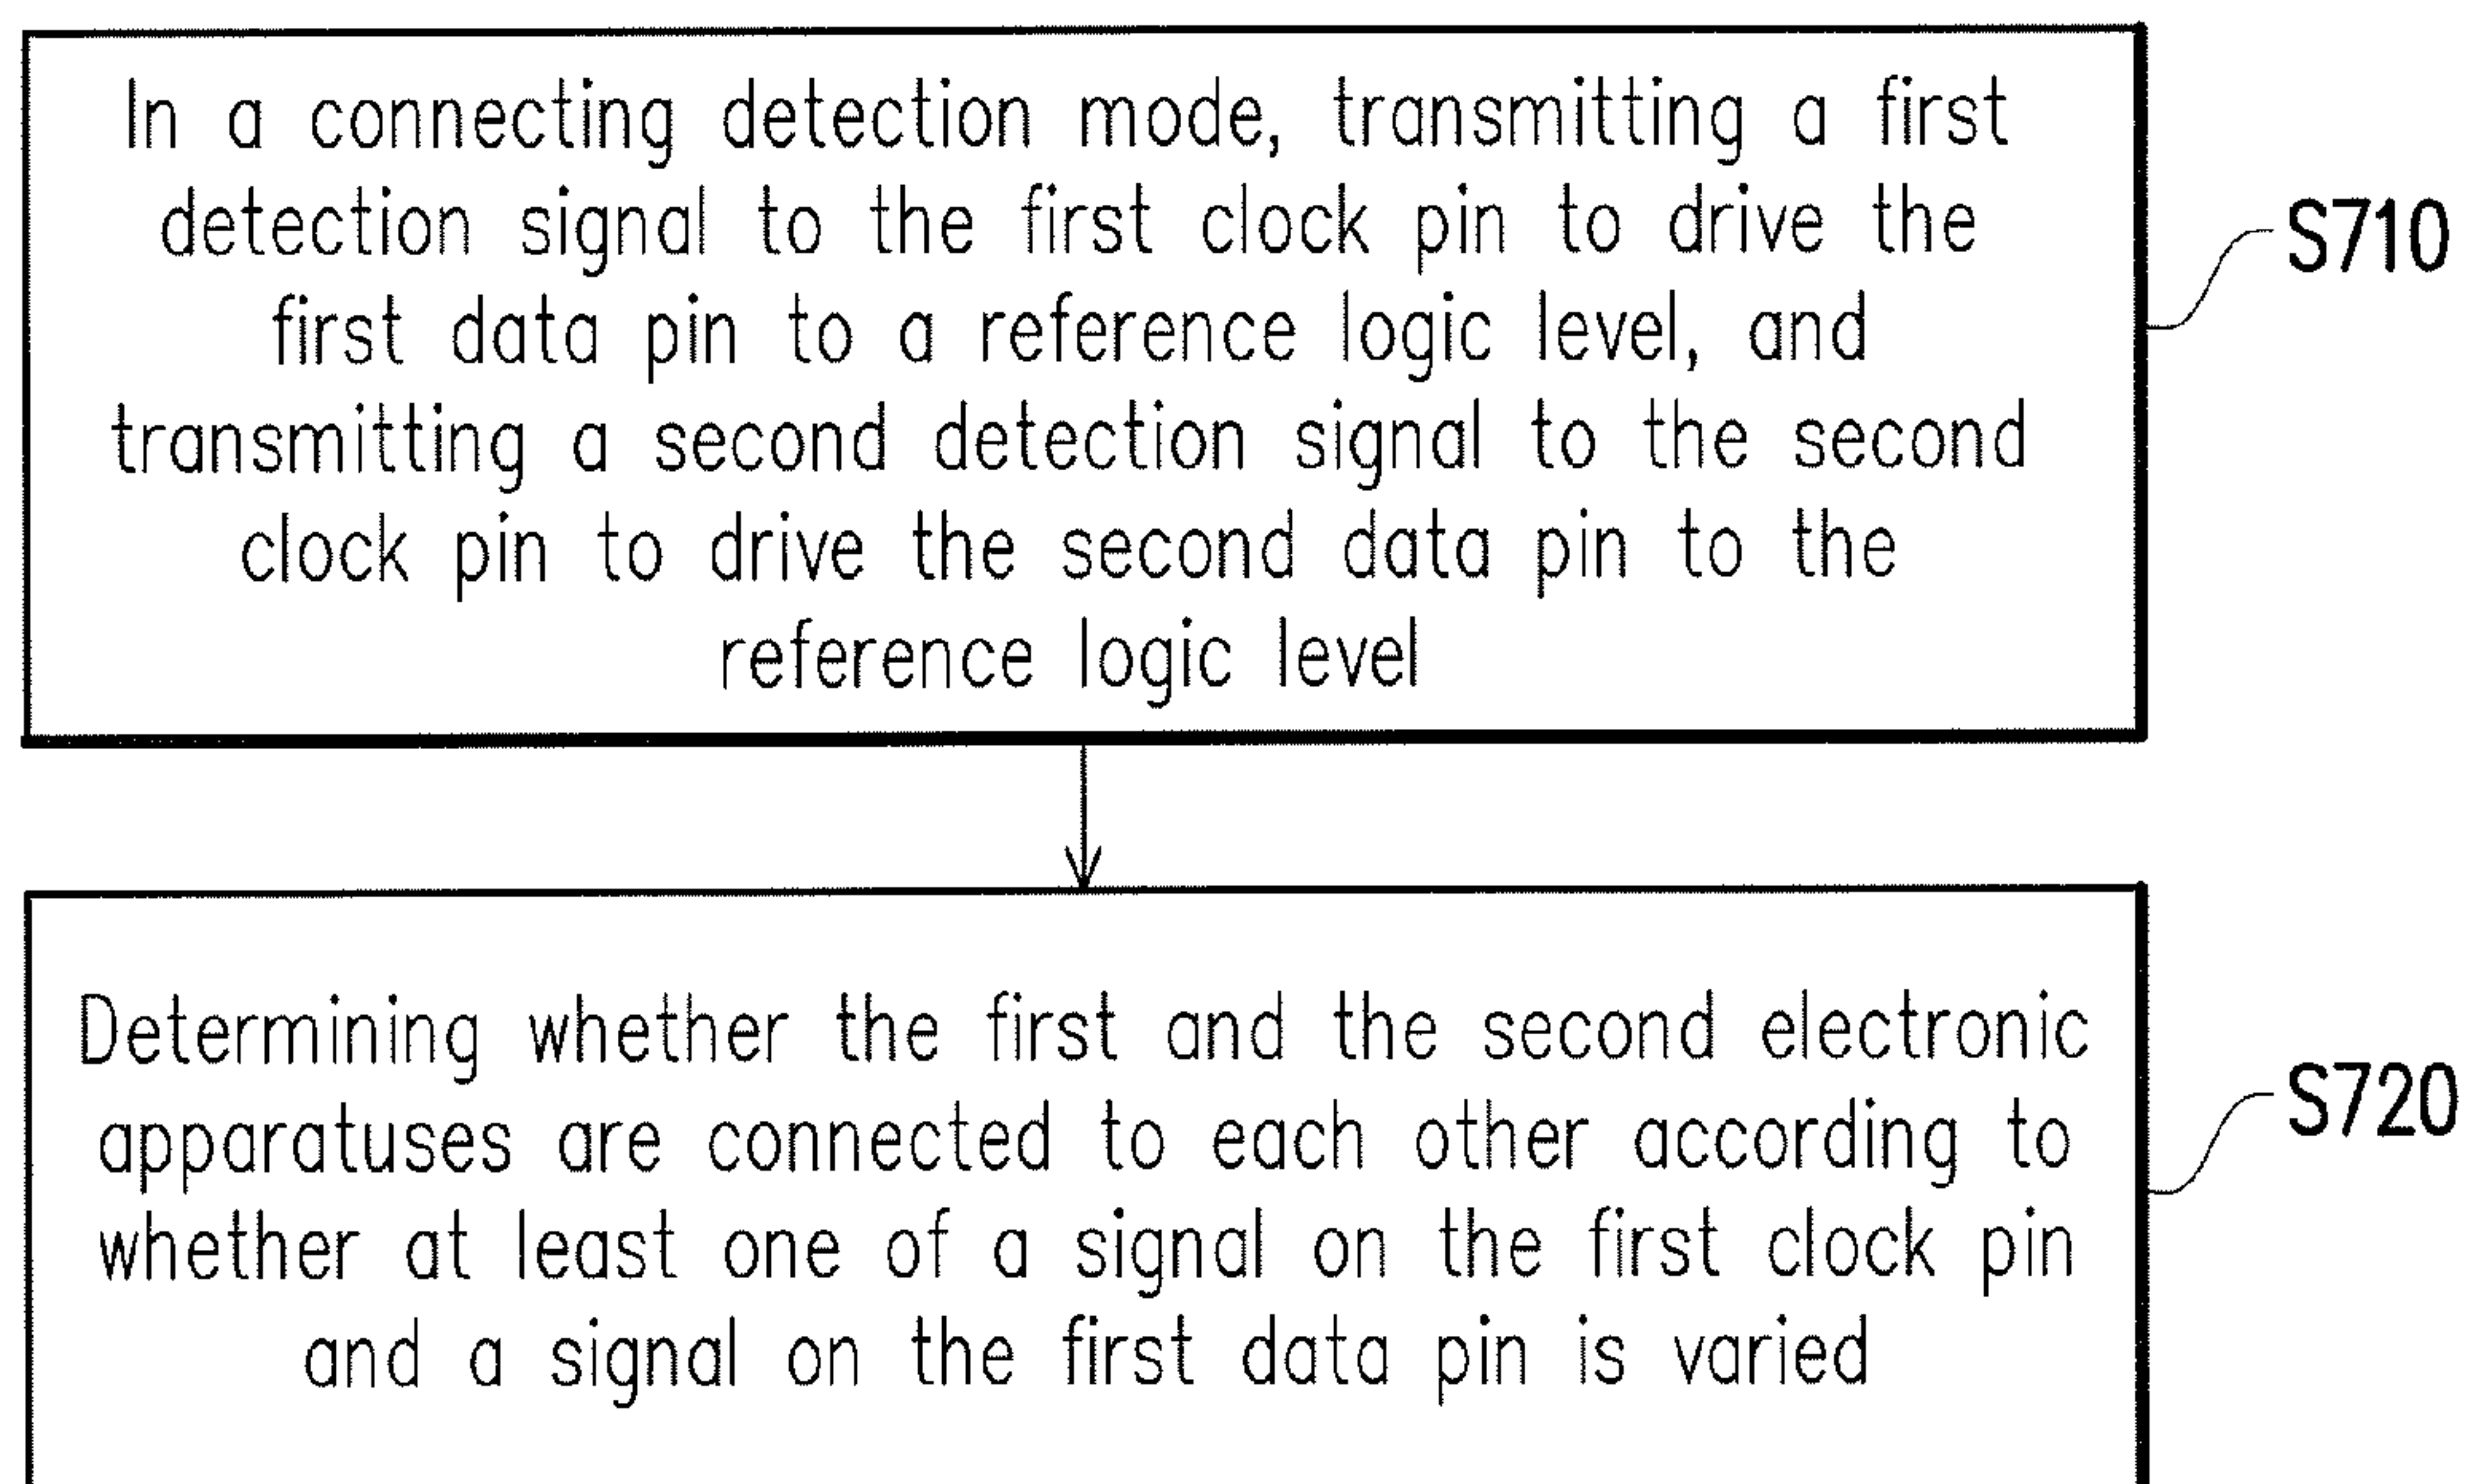 In a connecting detection mode, transmitting a first
detection signal to the first clock pin to drive the
first data pin to a reference logic level, and
transmitting a second detection signal to the second
clock pin to drive the second data pin to the
reference logic level
S710
Determining whether the first and the second electronic
apparatuses are connected to each other according to
whether at least one of a signal on the first clock pin
and a signal on the first data pin is varied
S720